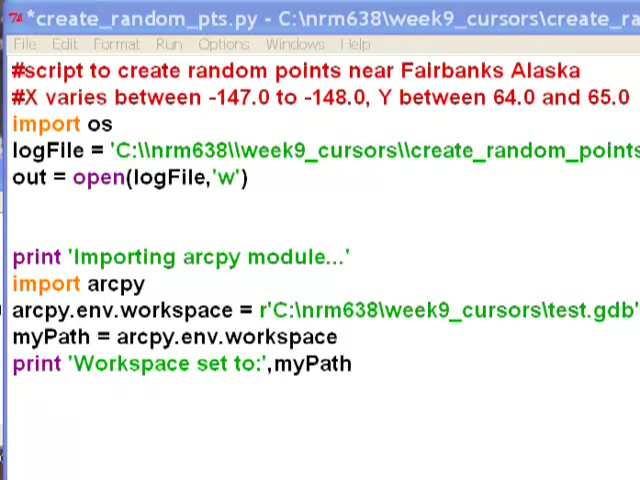 *create_random_pts.py - C:\nrm638\week9_cursors\create_ra
File Edit Format Run Options Windows Help
#script to create random points near Fairbanks Alaska
#X varies between -147.0 to -148.0, Y between 64.0 and 65.0
import os
logFile = 'C:\\nrm638\\week9_cursors\\create_random_points
out = open(logFile,'w')
print 'Importing arcpy module...'
import arcpy
arcpy.env.workspace = r'C:\nrm638\week9_cursors\test.gdb'
myPath = arcpy.env.workspace
print 'Workspace set to:',myPath